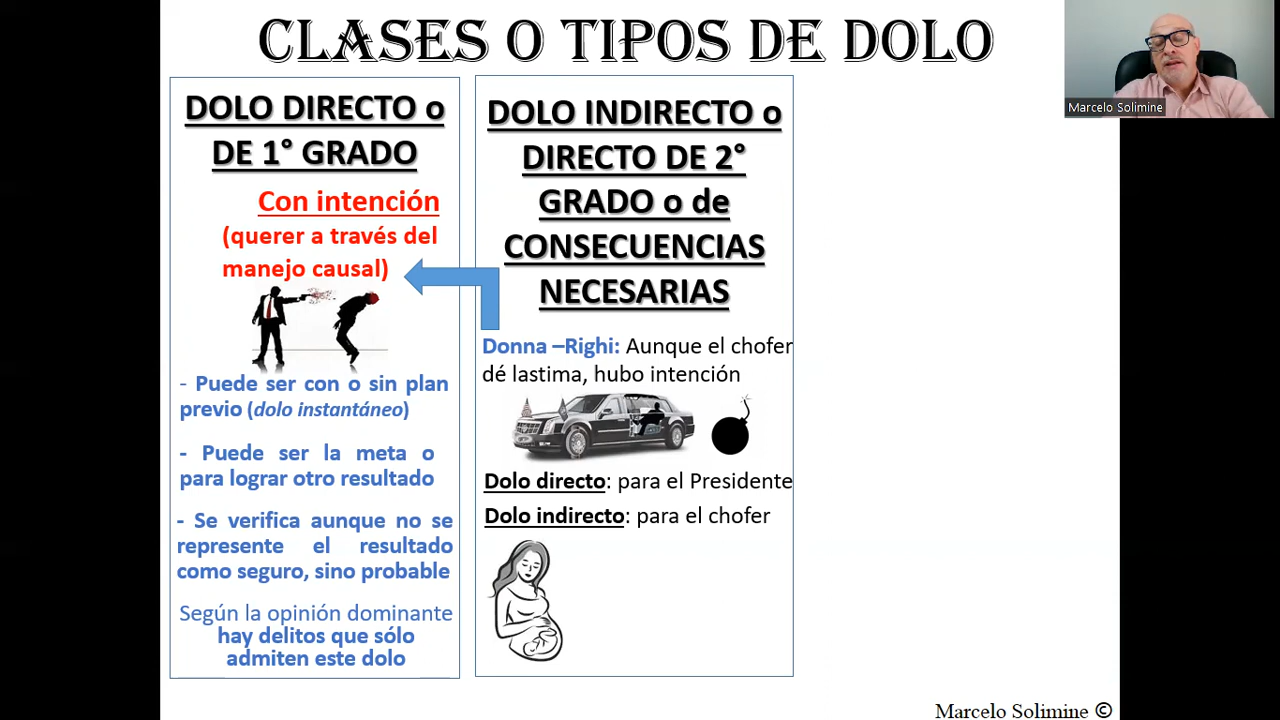 CLASES O TIPOS DE DOLO
DOLO DIRECTO o
DE 1° GRADO
Con intención
(querer a través del
manejo causal)
- Puede ser con o sin plan
previo (dolo instantáneo)
- Puede ser la meta o
para lograr otro resultado
- Se verifica aunque no se
represente el resultado
como seguro, sino probable
Según la opinión dominante
hay delitos que sólo
admiten este dolo
DOLO INDIRECTO o
DIRECTO DE 2°
GRADO o de
CONSECUENCIAS
NECESARIAS
Donna –Righi: Aunque el chofer
dé lastima, hubo intención
Dolo directo: para el Presidente
Dolo indirecto: para el chofer
Marcelo Solimine
Marcelo Solimine ©